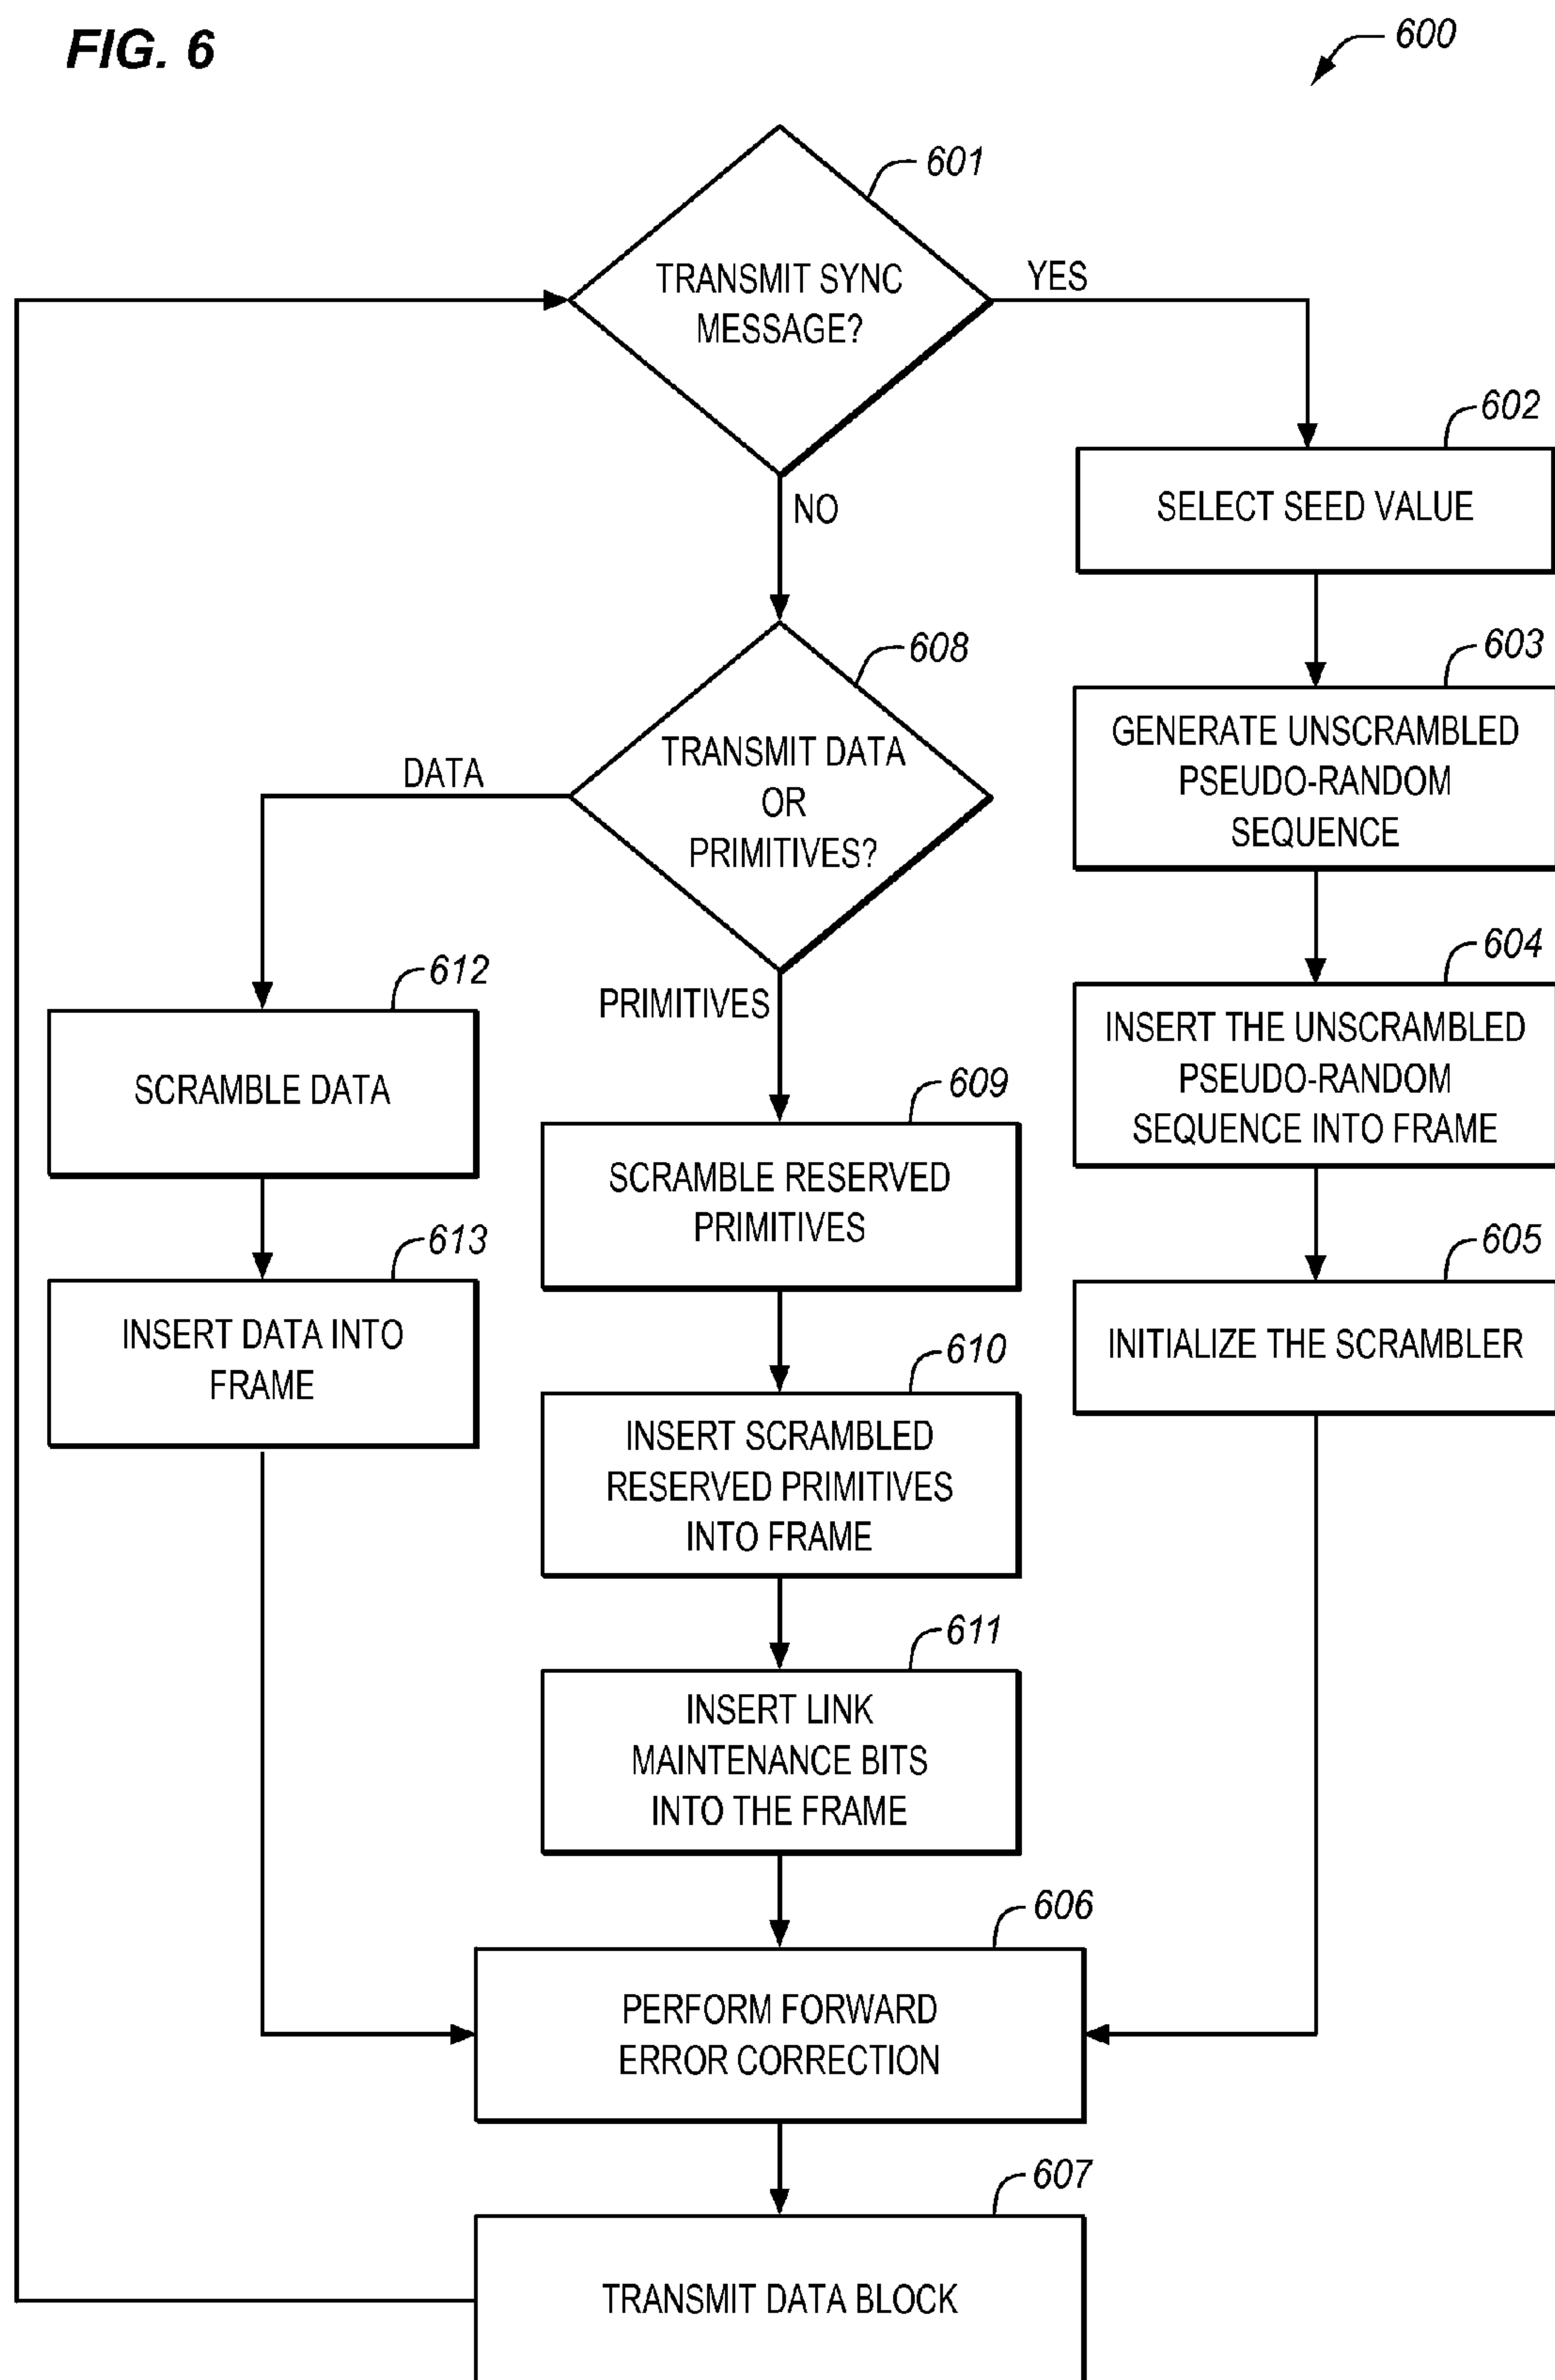 FIG. 6
600
601
TRANSMIT SYNC
MESSAGE?
YES
NO
602
SELECT SEED VALUE
603
GENERATE UNSCRAMBLED
PSEUDO-RANDOM
SEQUENCE
604
INSERT THE UNSCRAMBLED
PSEUDO-RANDOM
SEQUENCE INTO FRAME
605
INITIALIZE THE SCRAMBLER
608
TRANSMIT DATA
OR
PRIMITIVES?
DATA
PRIMITIVES
612
SCRAMBLE DATA
613
INSERT DATA INTO
FRAME
609
SCRAMBLE RESERVED
PRIMITIVES
610
INSERT SCRAMBLED
RESERVED PRIMITIVES
INTO FRAME
611
INSERT LINK
MAINTENANCE BITS
INTO THE FRAME
606
PERFORM FORWARD
ERROR CORRECTION
607
TRANSMIT DATA BLOCK